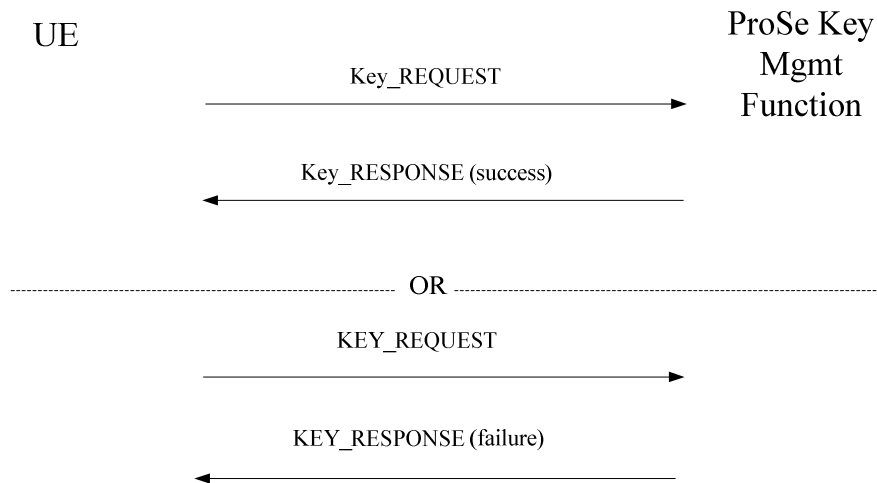 UE
ProSe Key
Mgmt
Function
Key_REQUEST
Key_RESPONSE (success)
OR
KEY_REQUEST
KEY_RESPONSE (failure)